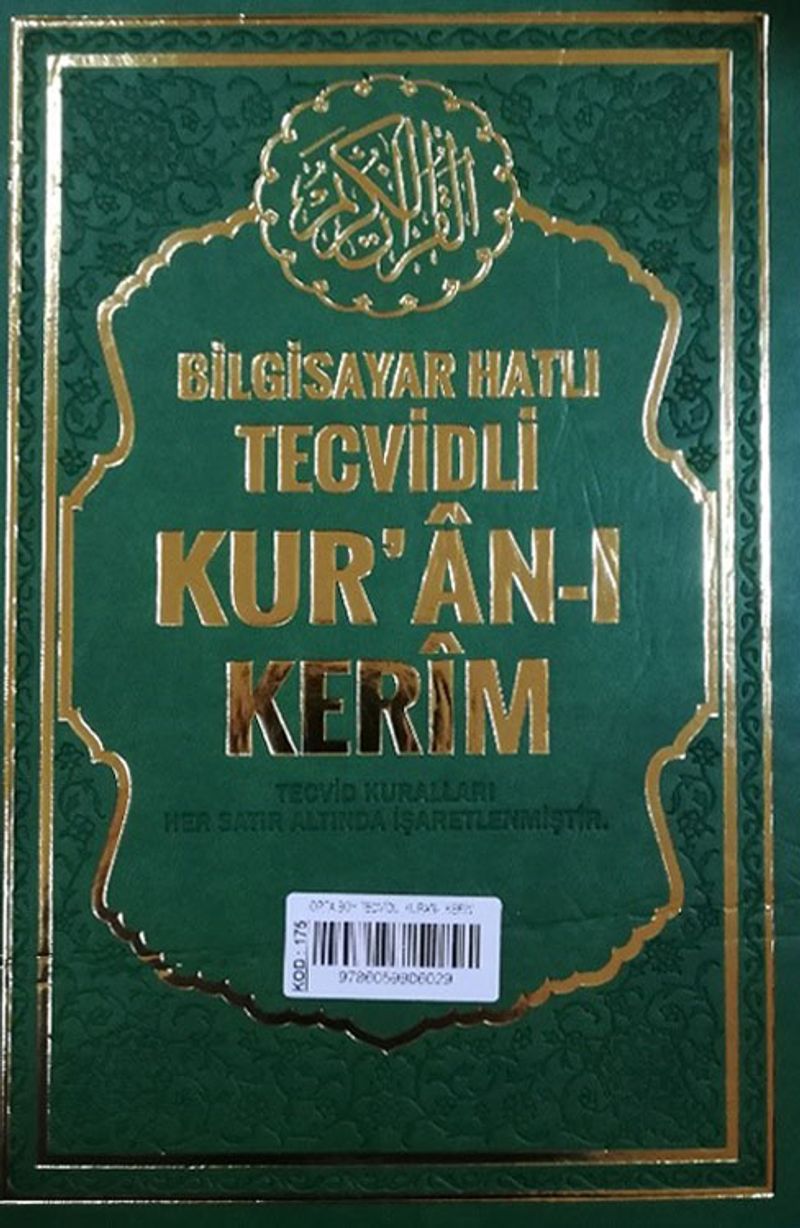 القرآن الكريم
BİLGİSAYAR HATLI
TECVİDLİ
KUR'ÂN-I
KERÎM
TECVİD KURALLARI
HER SATIR ALTINDA İŞARETLENMİŞTİR.
KOD : 175
9786059906029